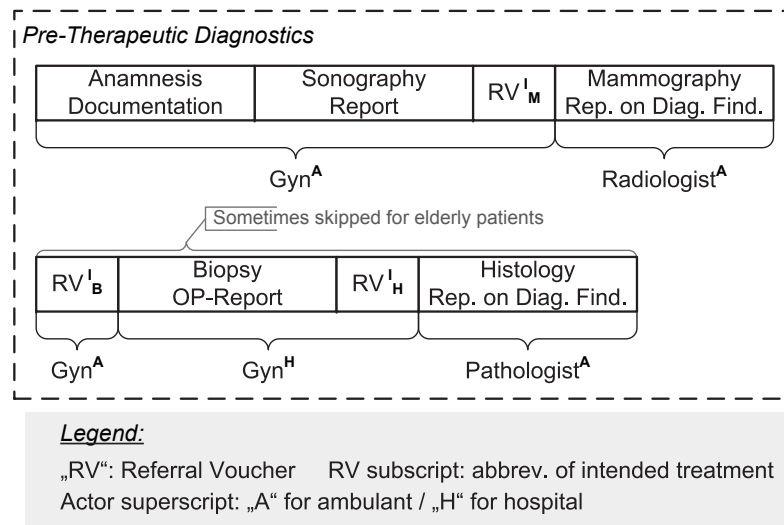 Pre-Therapeutic Diagnostics
Anamnesis Documentation
Sonography Report
RV I M
Mammography Rep. on Diag. Find.
Gyn A
Radiologist A
Sometimes skipped for elderly patients
RV I B
Biopsy OP-Report
RV I H
Histology Rep. on Diag. Find.
Gyn A
Gyn H
Pathologist A
Legend:
„RV“: Referral Voucher RV subscript: abbrev. of intended treatment
Actor superscript: „A“ for ambulant / „H“ for hospital